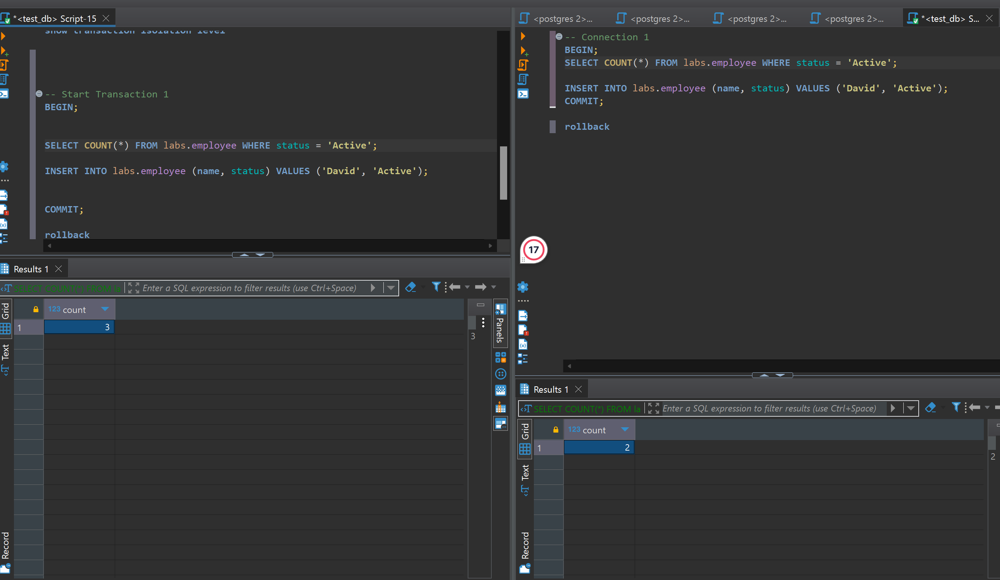 *<test_db> Script-15
show transaction isolation level
-- Start Transaction 1
BEGIN;
SELECT COUNT(*) FROM labs.employee WHERE status = 'Active';
INSERT INTO labs.employee (name, status) VALUES ('David', 'Active');
COMMIT;
rollback
Results 1
SELECT COUNT(*) FROM la
Enter a SQL expression to filter results (use Ctrl+Space)
Grid
Text
Record
123 count
1
3
3
Panels
<postgres 2>...
<postgres 2>...
<postgres 2>...
<postgres 2>...
*<test_db> S...
-- Connection 1
BEGIN;
SELECT COUNT(*) FROM labs.employee WHERE status = 'Active';
INSERT INTO labs.employee (name, status) VALUES ('David', 'Active');
COMMIT;
rollback
17
Results 1
SELECT COUNT(*) FROM la
Enter a SQL expression to filter results (use Ctrl+Space)
Grid
Text
Record
123 count
1
2
2